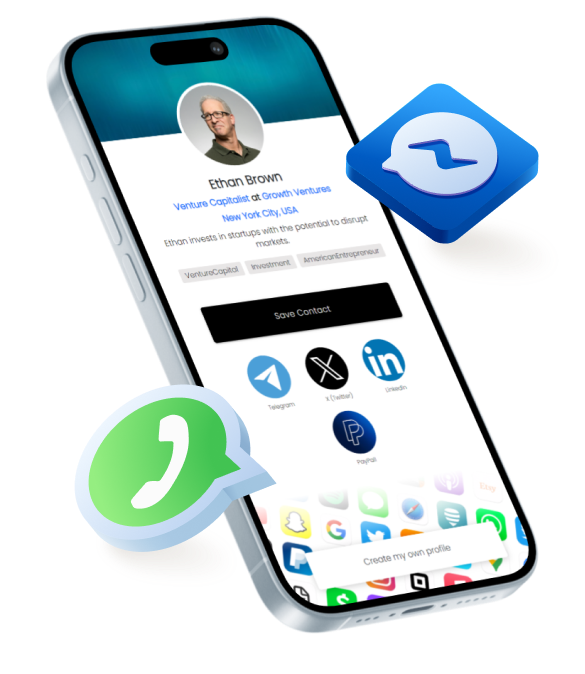 Ethan Brown
Venture Capitalist at Growth Ventures
New York City, USA
Ethan invests in startups with the potential to disrupt
markets.
VentureCapital Investment AmericanEntrepreneur
Save Contact
Telegram X (Twitter) LinkedIn
PayPal
Etsy
Create my own profile